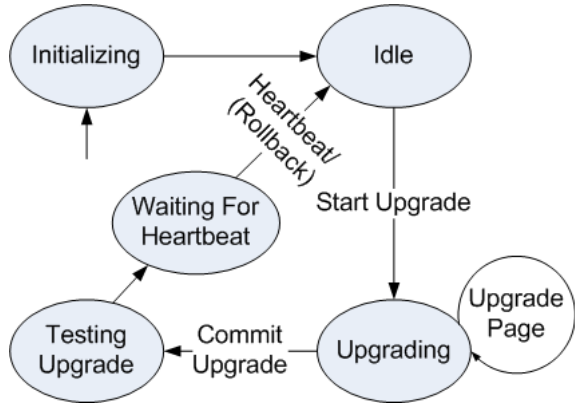 Initializing
Idle
Heartbeat/
(Rollback)
Waiting For
Heartbeat
Start Upgrade
Upgrade
Page
Testing
Upgrade
Commit
Upgrade
Upgrading